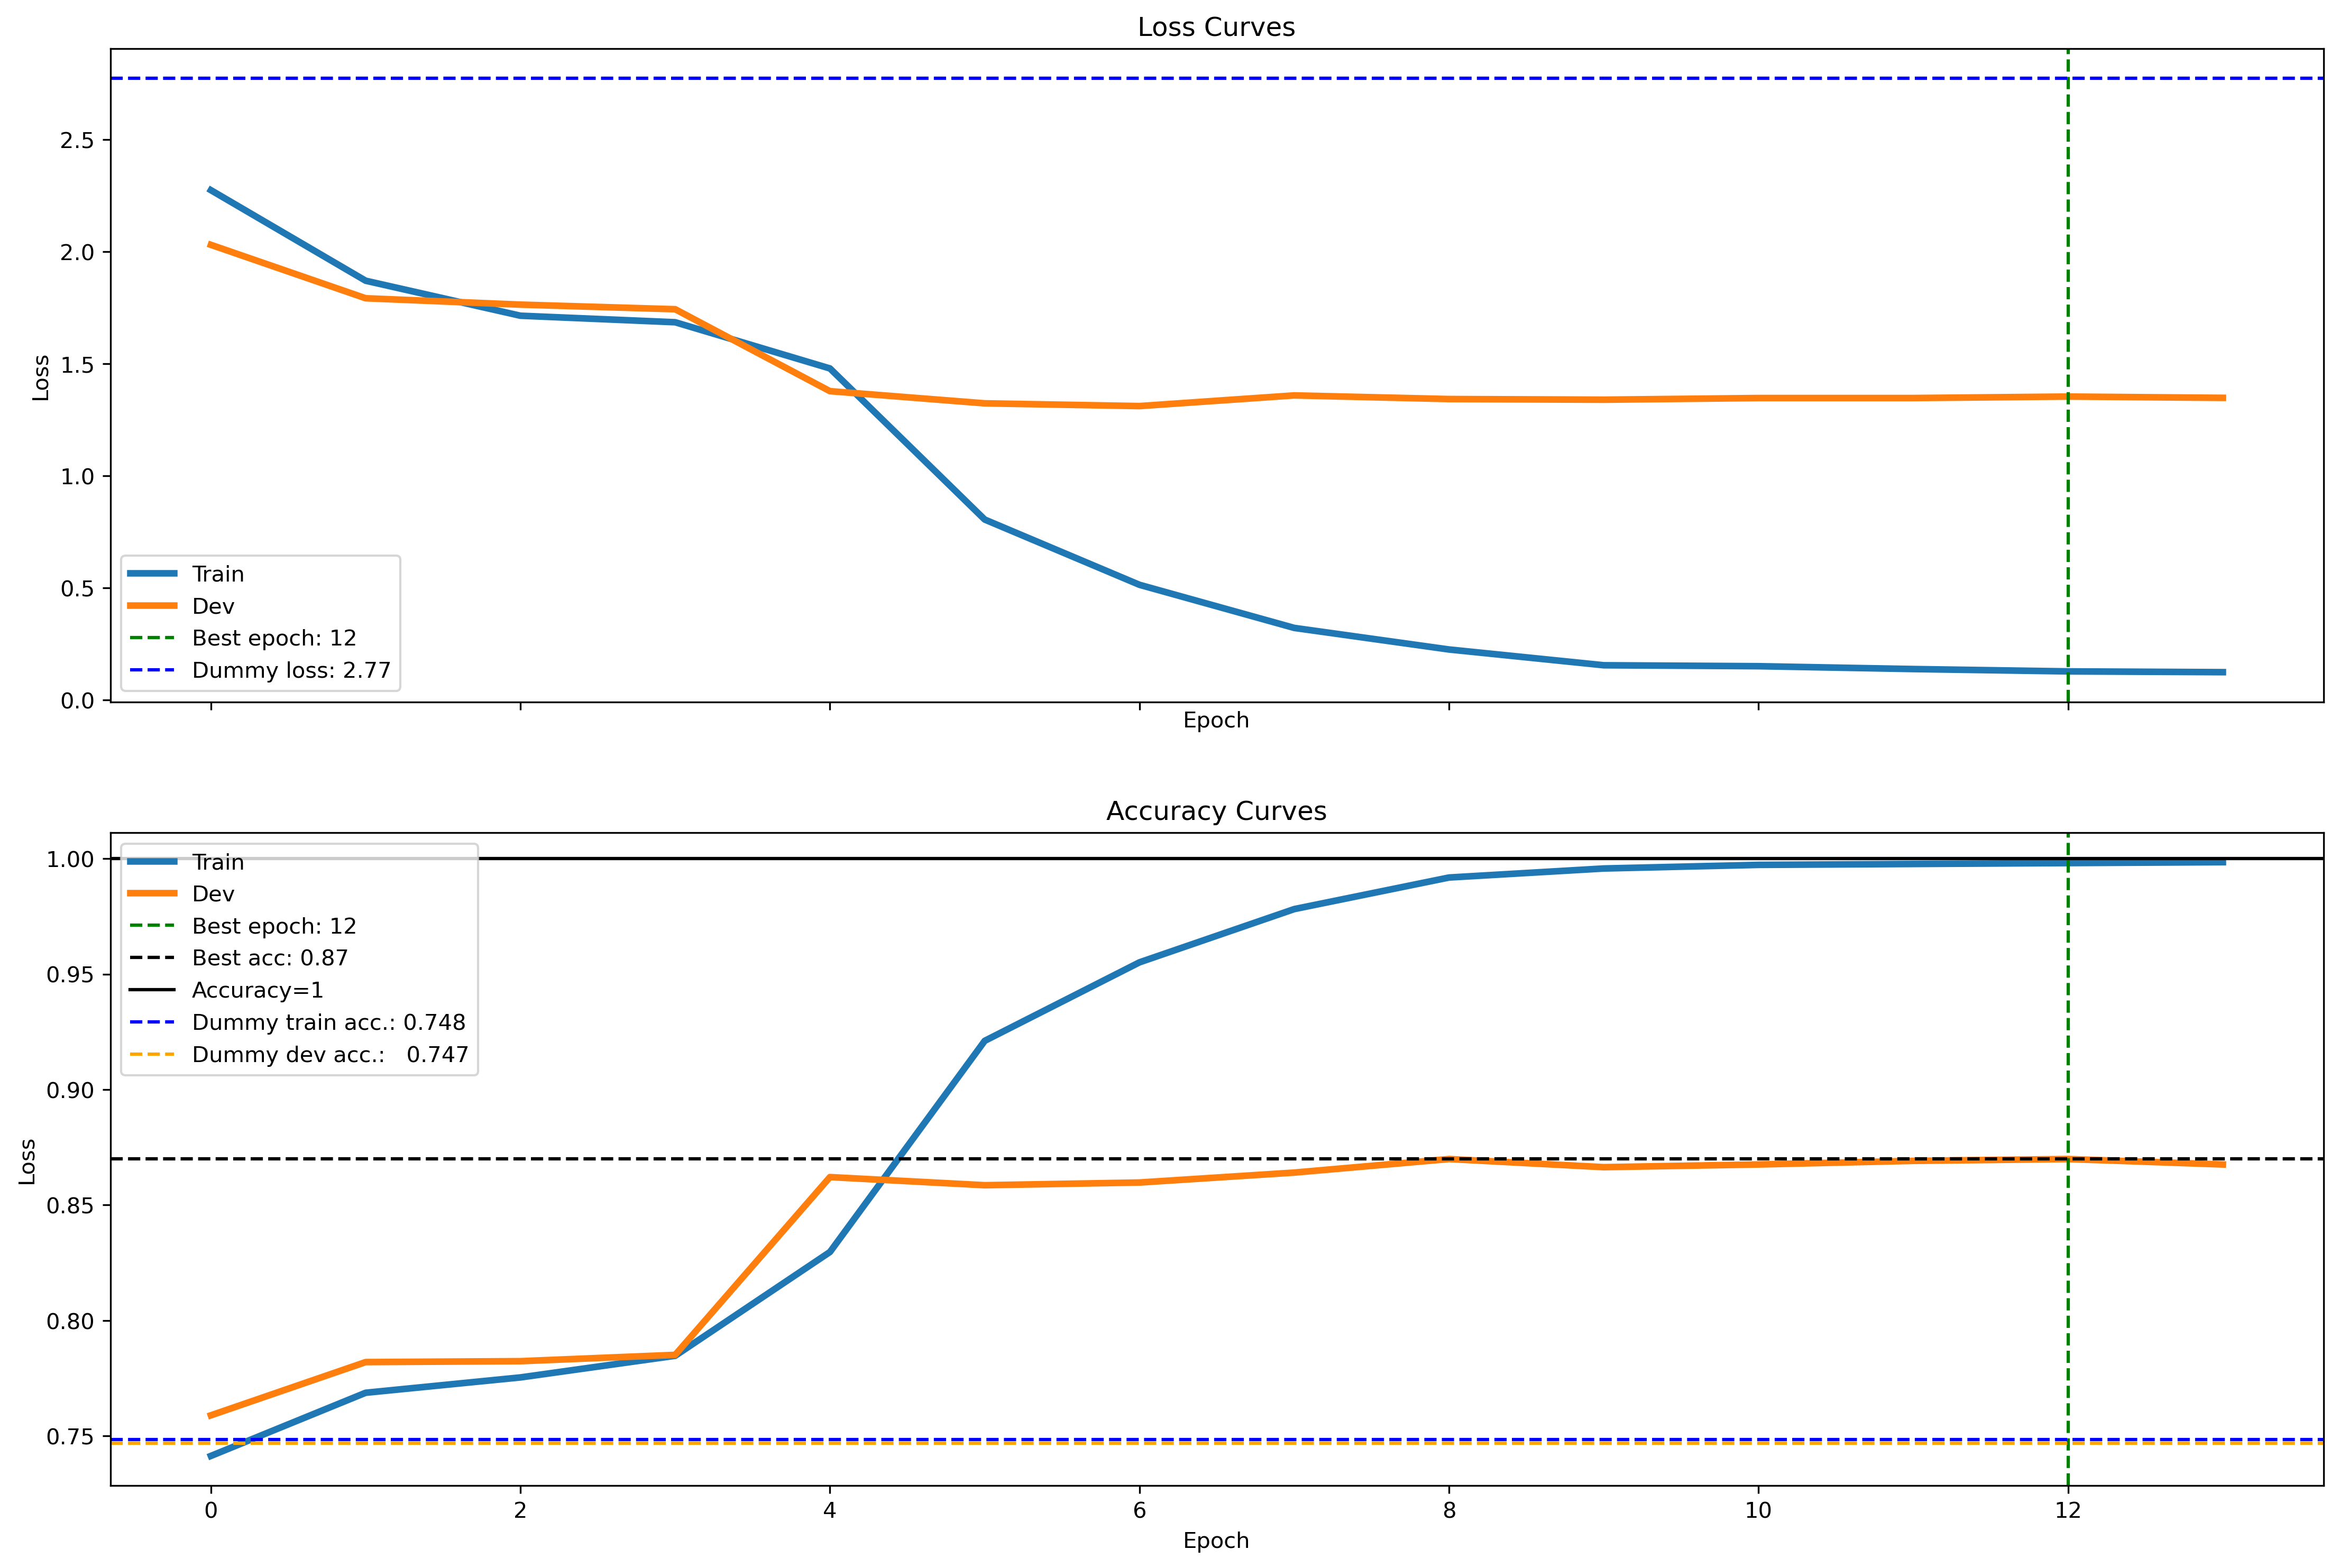 Loss Curves
2.5
2.0
1.5
1.0
0.5
0.0
Loss
Train
Dev
Best epoch: 12
Dummy loss: 2.77
Epoch
Accuracy Curves
1.00
0.95
0.90
0.85
0.80
0.75
Loss
Train
Dev
Best epoch: 12
Best acc: 0.87
Accuracy=1
Dummy train acc.: 0.748
Dummy dev acc.:   0.747
0 2 4 6 8 10 12
Epoch